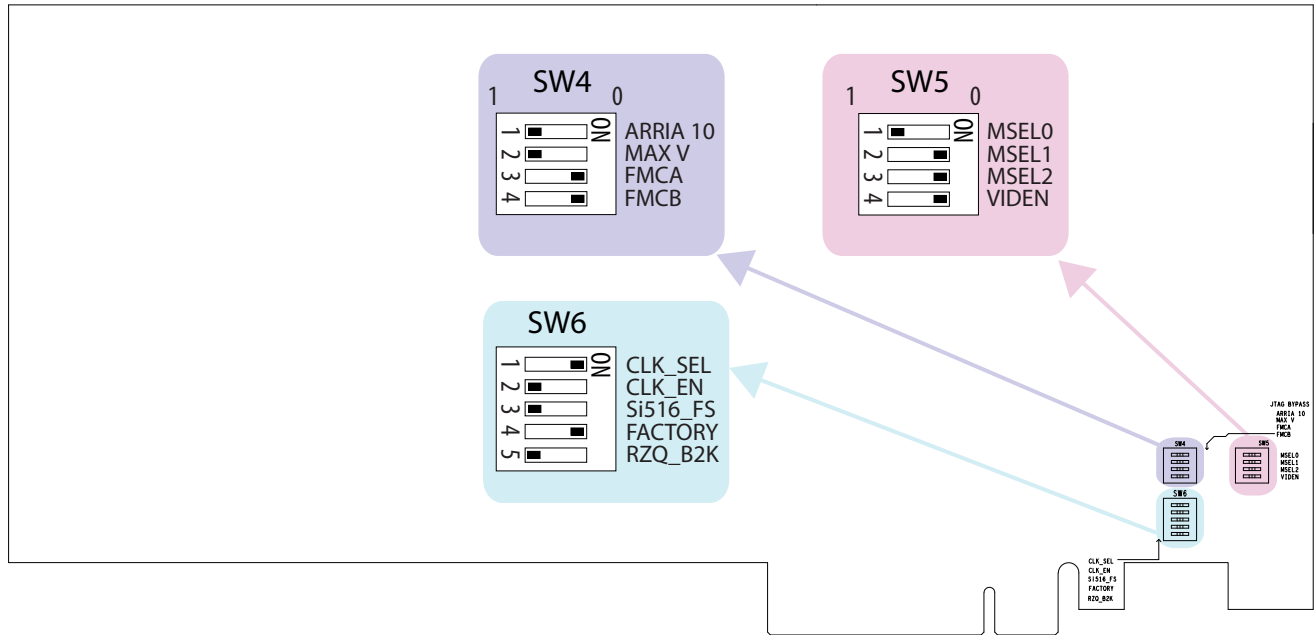 SW4
1 0
1 ON ARRIA 10
2 MAX V
3 FMCA
4 FMCB
SW5
1 0
1 ON MSEL0
2 MSEL1
3 MSEL2
4 VIDEN
SW6
1 ON CLK_SEL
2 CLK_EN
3 Si516_FS
4 FACTORY
5 RZQ_B2K
JTAG BYPASS
ARRIA 10
MAX V
FMCA
FMCB
SW4
SW5
MSEL0
MSEL1
MSEL2
VIDEN
SW6
CLK_SEL
CLK_EN
SI516_FS
FACTORY
RZQ_B2K